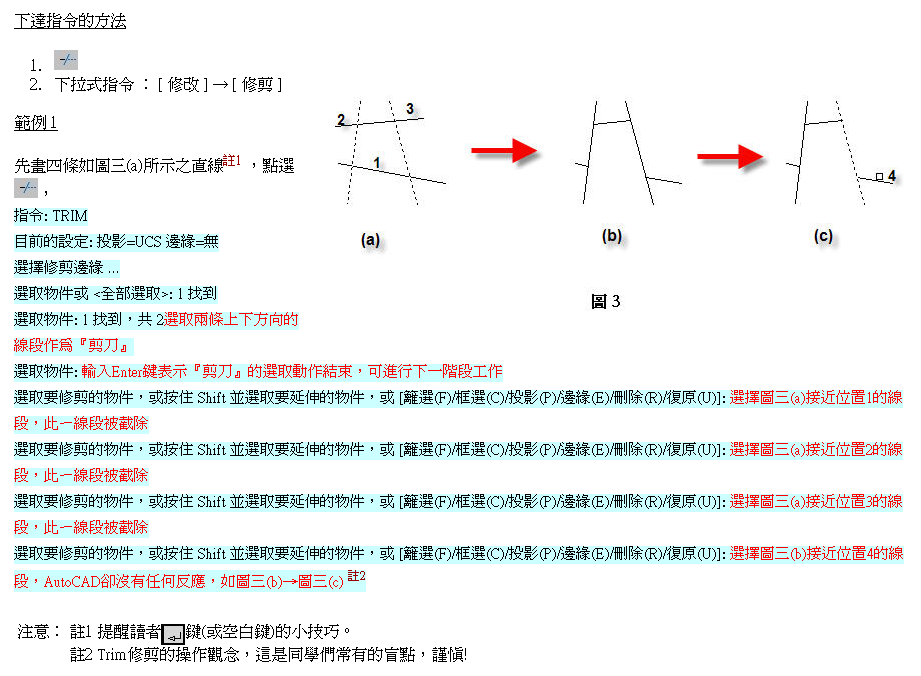 下達指令的方法
1.
2. 下拉式指令 ： [ 修改 ] → [ 修剪 ]
範例1
先畫四條如圖三(a)所示之直線註1 ，點選
，
指令: TRIM
目前的設定: 投影=UCS 邊緣=無
選擇修剪邊緣 ...
選取物件或 <全部選取>: 1 找到
選取物件: 1 找到，共 2選取兩條上下方向的
線段作為『剪刀』
2
3
1
4
(a)
(b)
(c)
圖 3
選取物件: 輸入Enter鍵表示『剪刀』的選取動作結束，可進行下一階段工作
選取要修剪的物件，或按住 Shift 並選取要延伸的物件，或 [籬選(F)/框選(C)/投影(P)/邊緣(E)/刪除(R)/復原(U)]: 選擇圖三(a)接近位置1的線
段，此一線段被截除
選取要修剪的物件，或按住 Shift 並選取要延伸的物件，或 [籬選(F)/框選(C)/投影(P)/邊緣(E)/刪除(R)/復原(U)]: 選擇圖三(a)接近位置2的線
段，此一線段被截除
選取要修剪的物件，或按住 Shift 並選取要延伸的物件，或 [籬選(F)/框選(C)/投影(P)/邊緣(E)/刪除(R)/復原(U)]: 選擇圖三(a)接近位置3的線
段，此一線段被截除
選取要修剪的物件，或按住 Shift 並選取要延伸的物件，或 [籬選(F)/框選(C)/投影(P)/邊緣(E)/刪除(R)/復原(U)]: 選擇圖三(b)接近位置4的線
段，AutoCAD卻沒有任何反應，如圖三(b)→圖三(c) 註2
注意： 註1 提醒讀者鍵(或空白鍵)的小技巧。
註2 Trim修剪的操作觀念，這是同學們常有的盲點，謹慎!